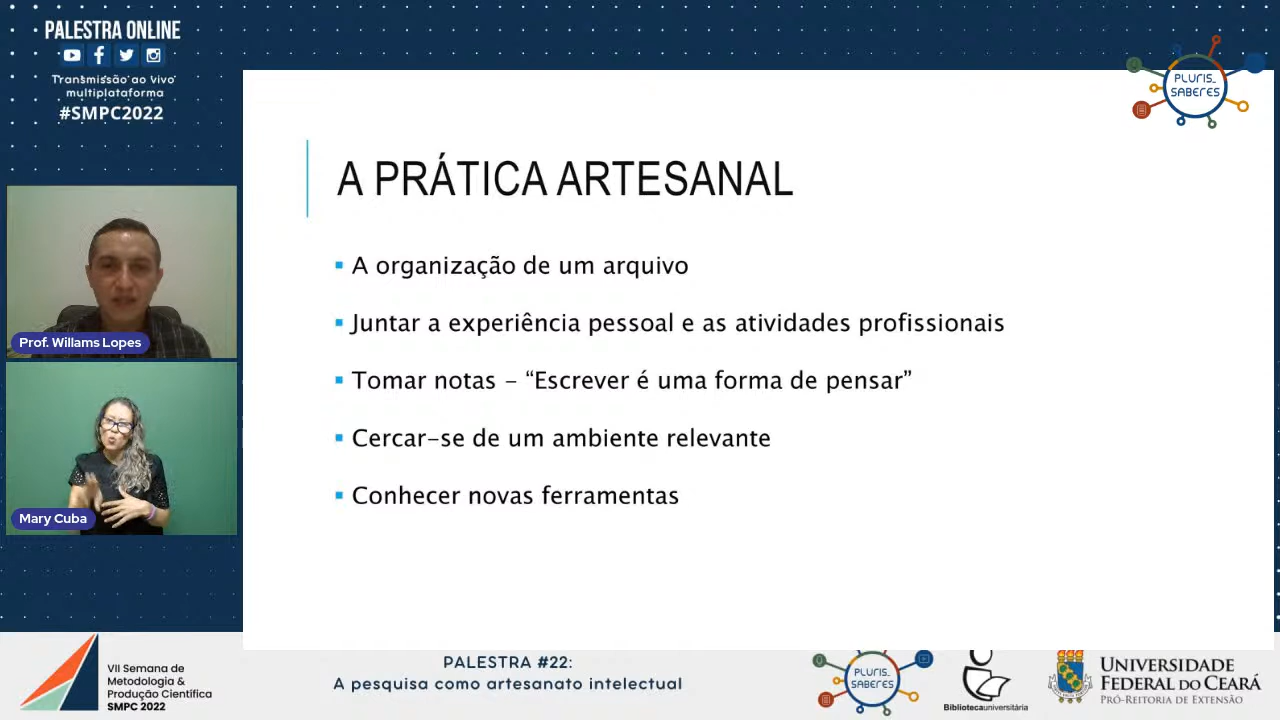 PALESTRA ONLINE
Transmissão ao vivo
multiplataforma
#SMPC2022
PLURIS_
SABERES
A PRÁTICA ARTESANAL
A organização de um arquivo
Juntar a experiência pessoal e as atividades profissionais
Tomar notas – “Escrever é uma forma de pensar”
Cercar-se de um ambiente relevante
Conhecer novas ferramentas
Prof. Willams Lopes
Mary Cuba
VII Semana de
Metodologia &
Produção Científica
SMPC 2022
PALESTRA #22:
A pesquisa como artesanato intelectual
PLURIS_
SABERES
Bibliotecauniversitária
UNIVERSIDADE
FEDERAL DO CEARÁ
PRÓ-REITORIA DE EXTENSÃO